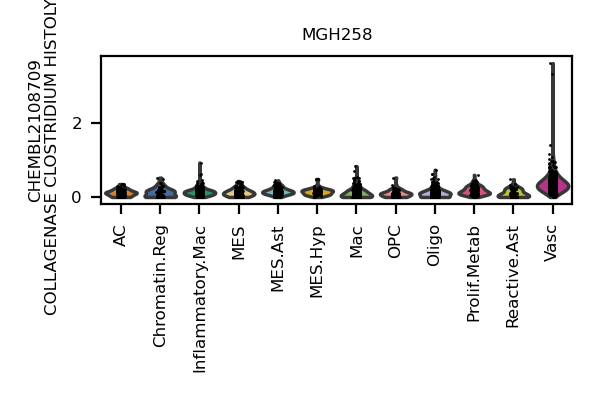 MGH258
CHEMBL2108709
COLLAGENASE CLOSTRIDIUM HISTOLY
2
0
AC
Chromatin.Reg
Inflammatory.Mac
MES
MES.Ast
MES.Hyp
Mac
OPC
Oligo
Prolif.Metab
Reactive.Ast
Vasc